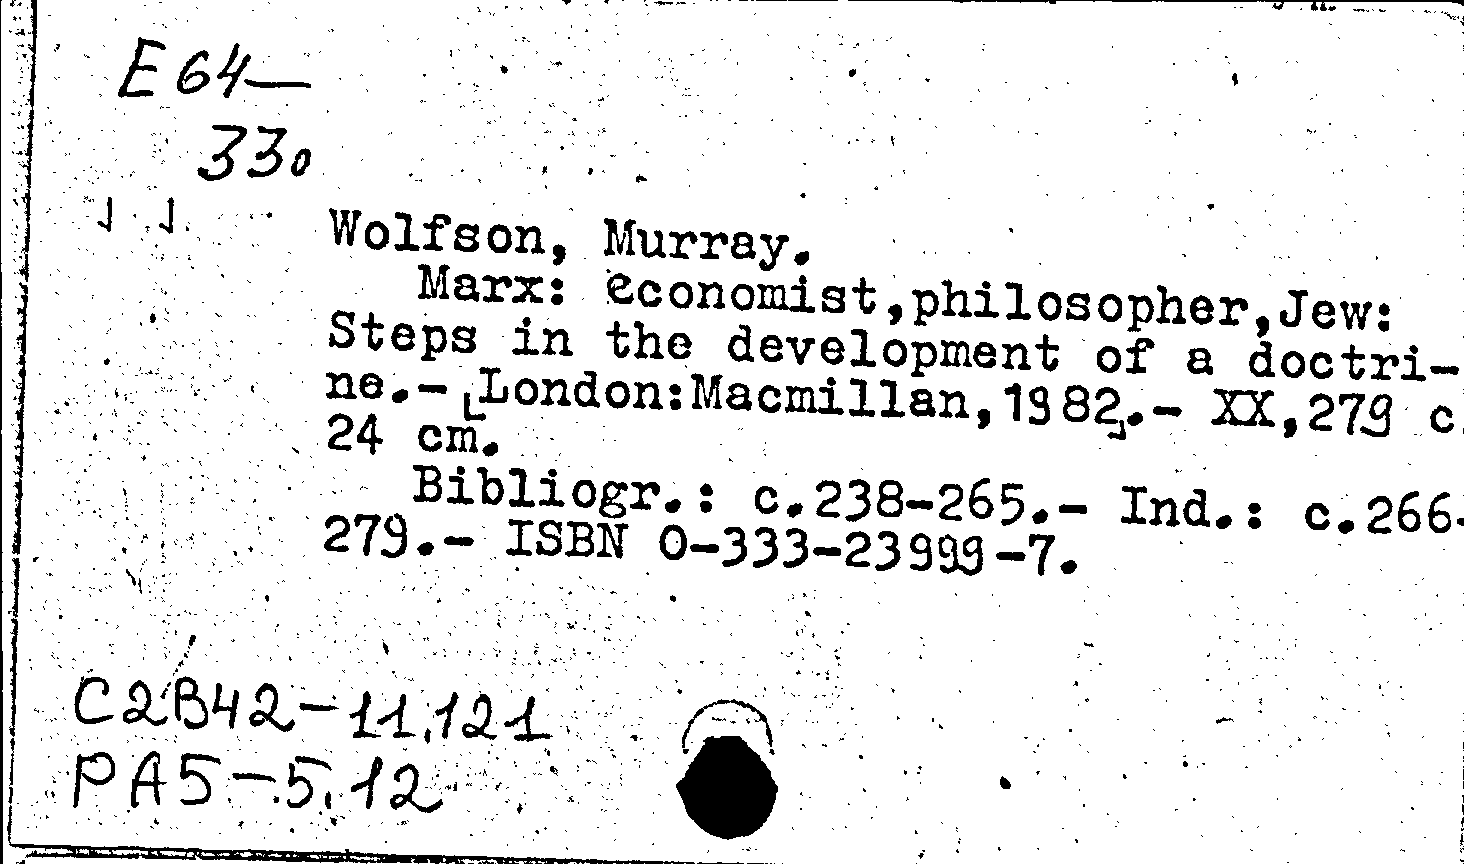 E64—
330
Wolfson, Murray.
Marx: economist,philosopher,Jew:
Steps in the development of a doctri-
ne.- [London:Macmillan,1982].- XX,279 c.
24 cm.
Bibliogr.: c.238-265.- Ind.: c.266-
279.- ISBN 0-333-23999-7.
C2B42-11,121
PA5-5,12